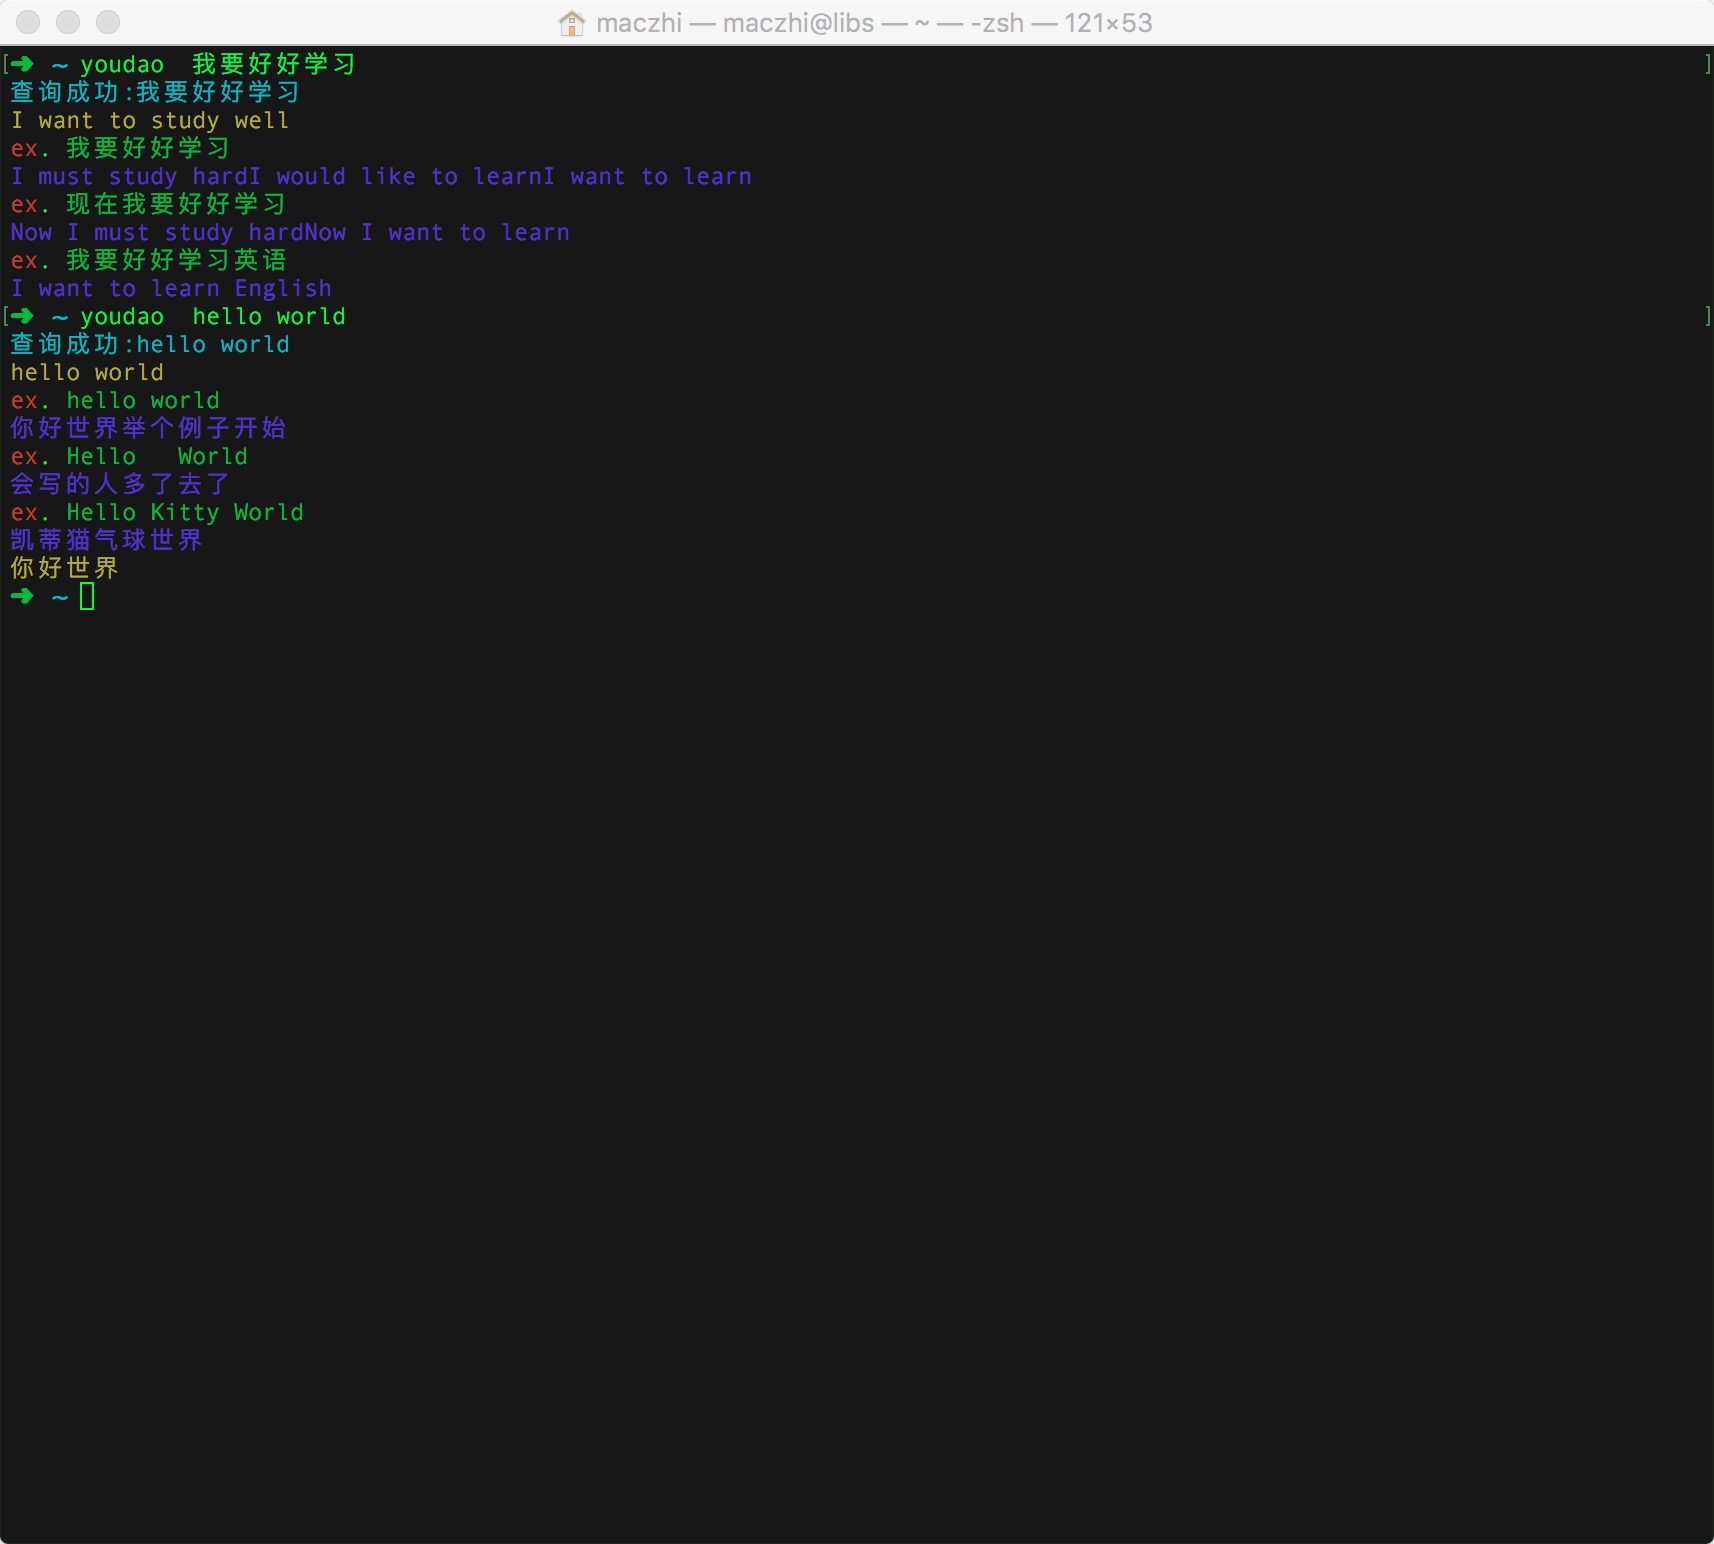 maczhi — maczhi@libs — ~ — -zsh — 121×53
[➜ ~ youdao  我要好好学习 ]
查询成功:我要好好学习
I want to study well
ex. 我要好好学习
I must study hardI would like to learnI want to learn
ex. 现在我要好好学习
Now I must study hardNow I want to learn
ex. 我要好好学习英语
I want to learn English
[➜ ~ youdao  hello world ]
查询成功:hello world
hello world
ex. hello world
你好世界举个例子开始
ex. Hello   World
会写的人多了去了
ex. Hello Kitty World
凯蒂猫气球世界
你好世界
➜ ~